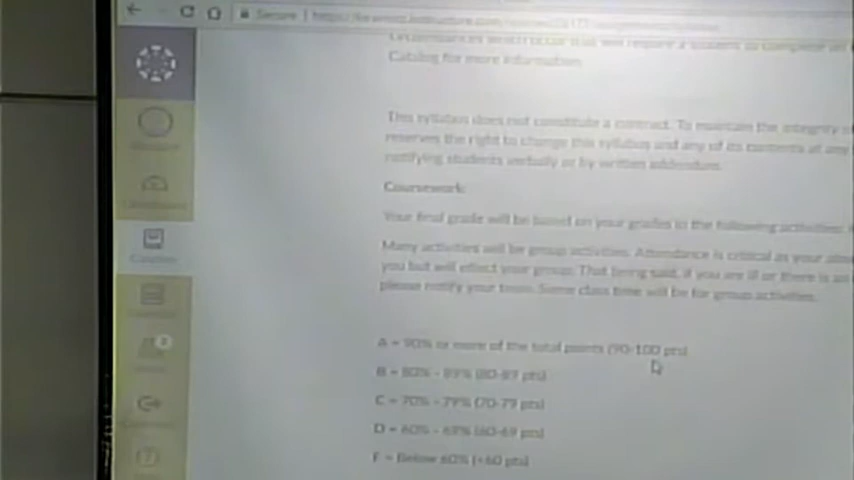 Secure
Catalog for more information.
This syllabus does not constitute a contract. To maintain the integrity of
reserves the right to change this syllabus and any of its contents at any
notifying students verbally or by written addendum.
Coursework:
Your final grade will be based on your grades in the following activities:
Many activities will be group activities. Attendance is critical as your
you but will effect your group. That being said, if you are ill or there is an
please notify your team. Some class time will be for group activities.
A = 90% or more of the total points (90-100 pts)
B = 80% - 89% (80-89 pts)
C = 70% - 79% (70-79 pts)
D = 60% - 69% (60-69 pts)
F = Below 60% (<60 pts)
Courses